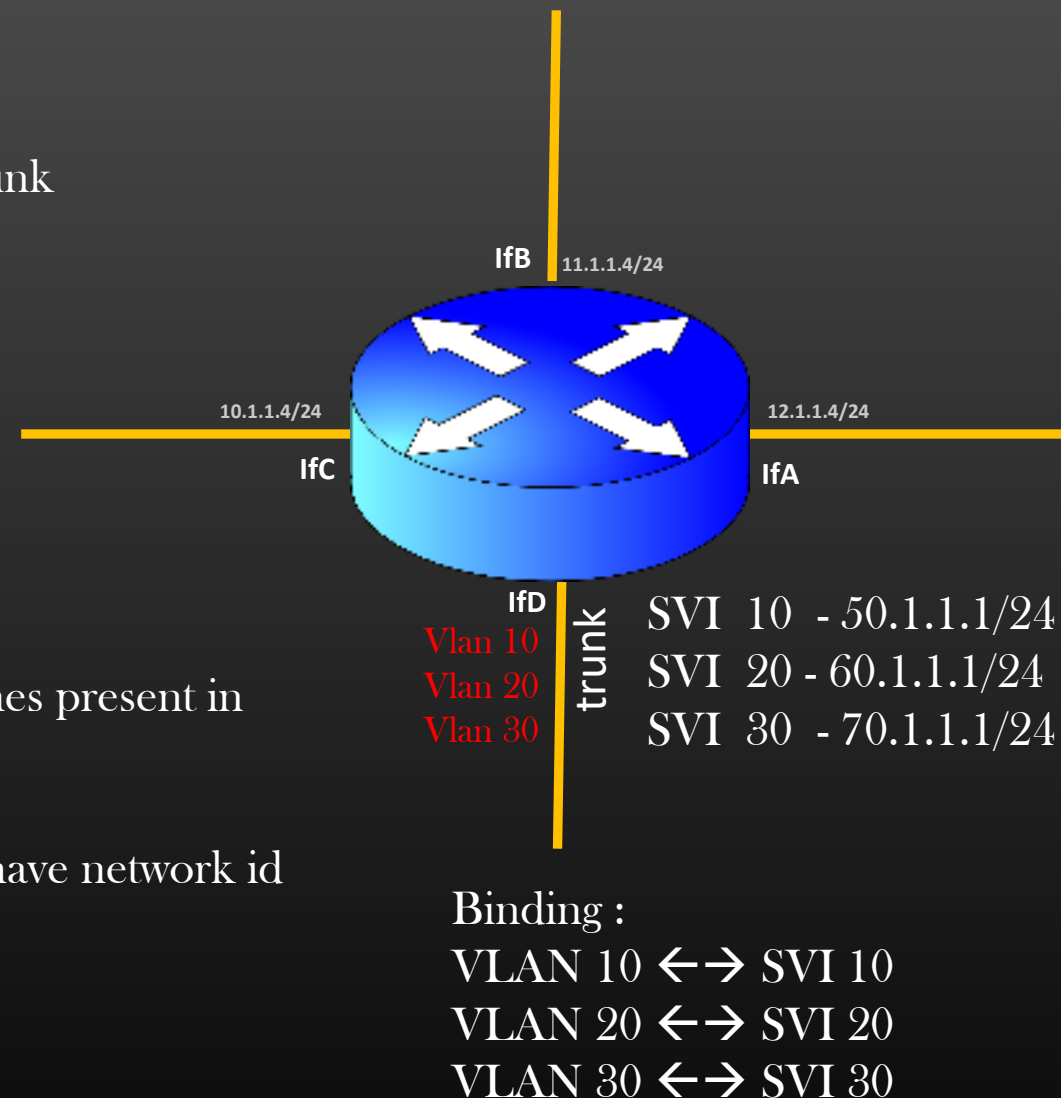 unk
IfB
11.1.1.4/24
10.1.1.4/24
12.1.1.4/24
IfC
IfA
IfD
trunk
Vlan 10
Vlan 20
Vlan 30
SVI 10 - 50.1.1.1/24
SVI 20 - 60.1.1.1/24
SVI 30 - 70.1.1.1/24
nes present in
have network id
Binding :
VLAN 10 ←→ SVI 10
VLAN 20 ←→ SVI 20
VLAN 30 ←→ SVI 30